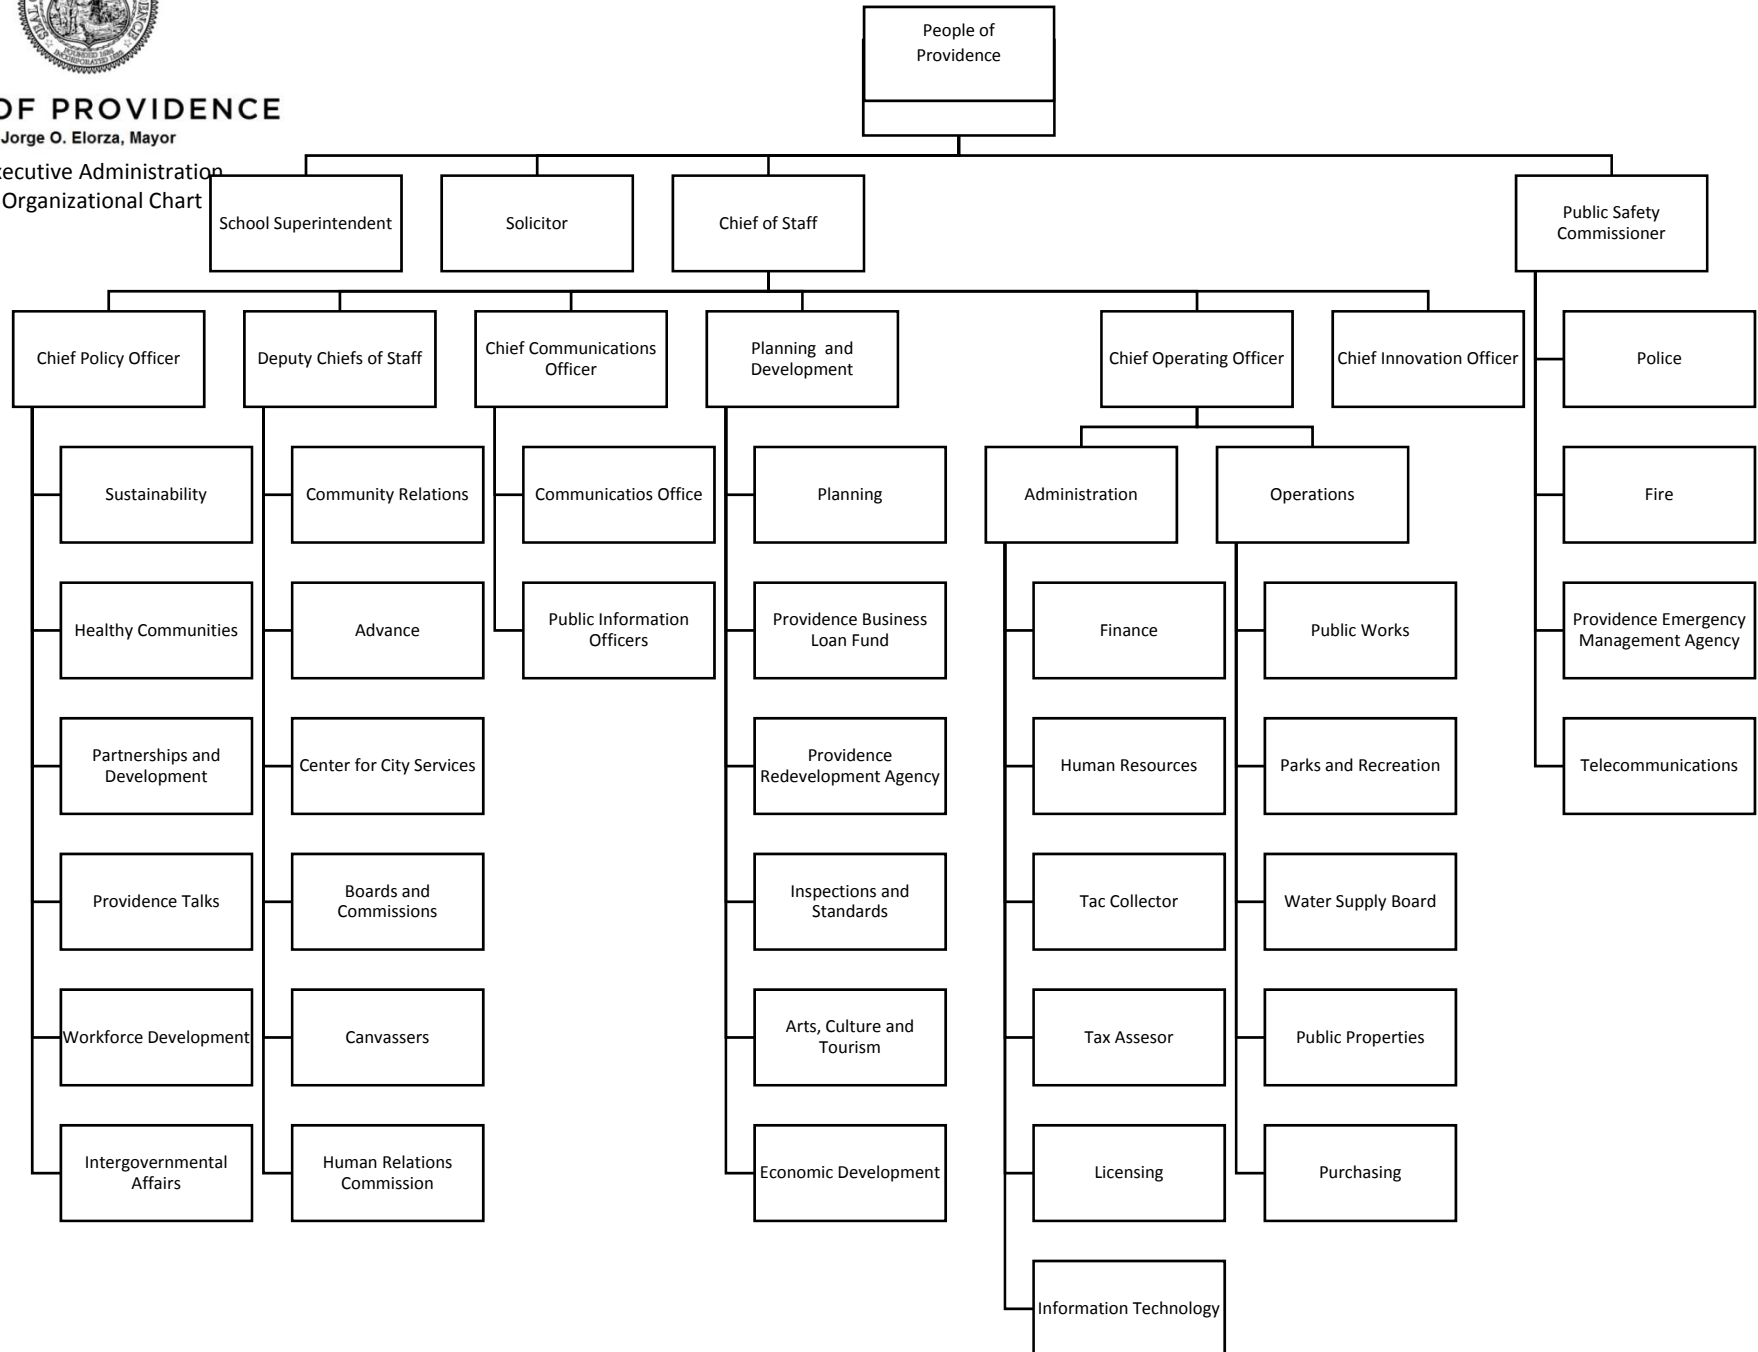 FOUNDED 1636
INCORPORATED 1832
OF PROVIDENCE
Jorge O. Elorza, Mayor
Executive Administration
Organizational Chart
People of
Providence
School Superintendent
Solicitor
Chief of Staff
Public Safety
Commissioner
Chief Policy Officer
Deputy Chiefs of Staff
Chief Communications
Officer
Planning and
Development
Chief Operating Officer
Chief Innovation Officer
Police
Sustainability
Community Relations
Communicatios Office
Planning
Administration
Operations
Fire
Healthy Communities
Advance
Public Information
Officers
Providence Business
Loan Fund
Finance
Public Works
Providence Emergency
Management Agency
Partnerships and
Development
Center for City Services
Providence
Redevelopment Agency
Human Resources
Parks and Recreation
Telecommunications
Providence Talks
Boards and
Commissions
Inspections and
Standards
Tac Collector
Water Supply Board
Workforce Development
Canvassers
Arts, Culture and
Tourism
Tax Assesor
Public Properties
Intergovernmental
Affairs
Human Relations
Commission
Economic Development
Licensing
Purchasing
Information Technology